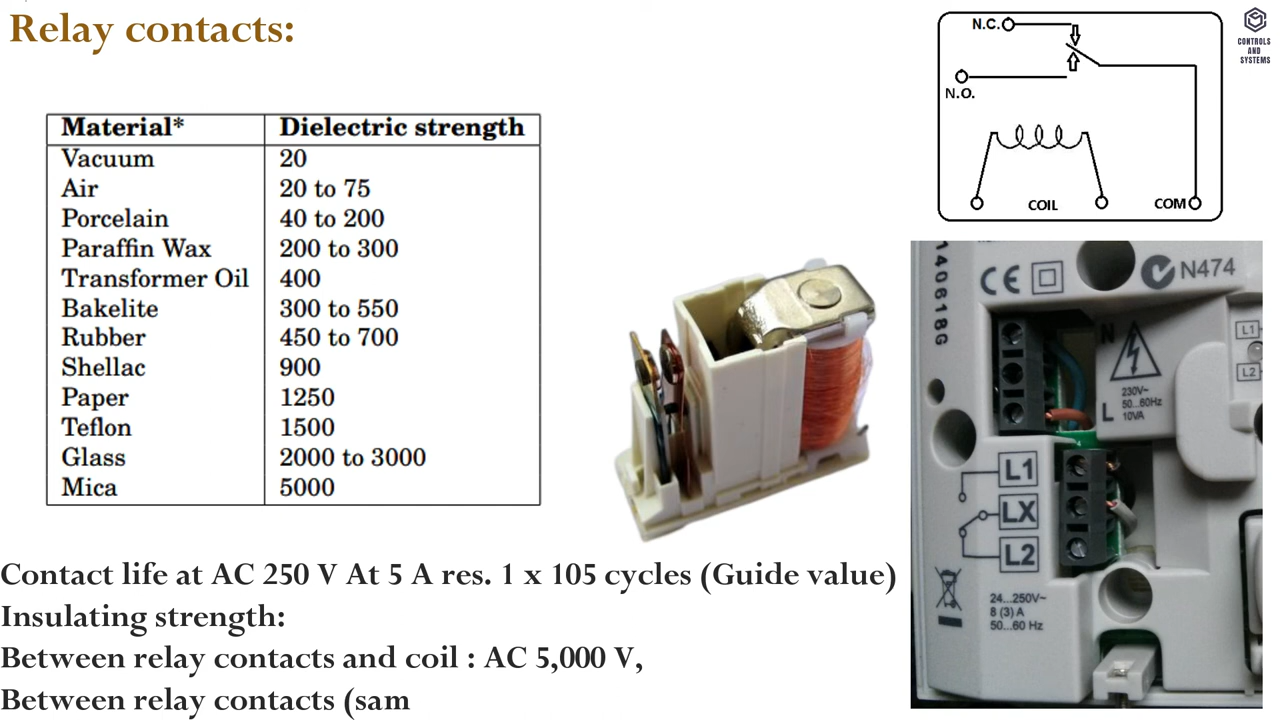 Relay contacts:
N.C.
N.O.
COIL
COM
CONTROLS
AND
SYSTEMS
Material* Dielectric strength
Vacuum 20
Air 20 to 75
Porcelain 40 to 200
Paraffin Wax 200 to 300
Transformer Oil 400
Bakelite 300 to 550
Rubber 450 to 700
Shellac 900
Paper 1250
Teflon 1500
Glass 2000 to 3000
Mica 5000
1406618G
CE
N474
N
L
230V~
50...60Hz
10VA
L1
L2
L1
LX
L2
24...250V~
8 (3) A
50...60 Hz
Contact life at AC 250 V At 5 A res. 1 x 105 cycles (Guide value)
Insulating strength:
Between relay contacts and coil : AC 5,000 V,
Between relay contacts (sam